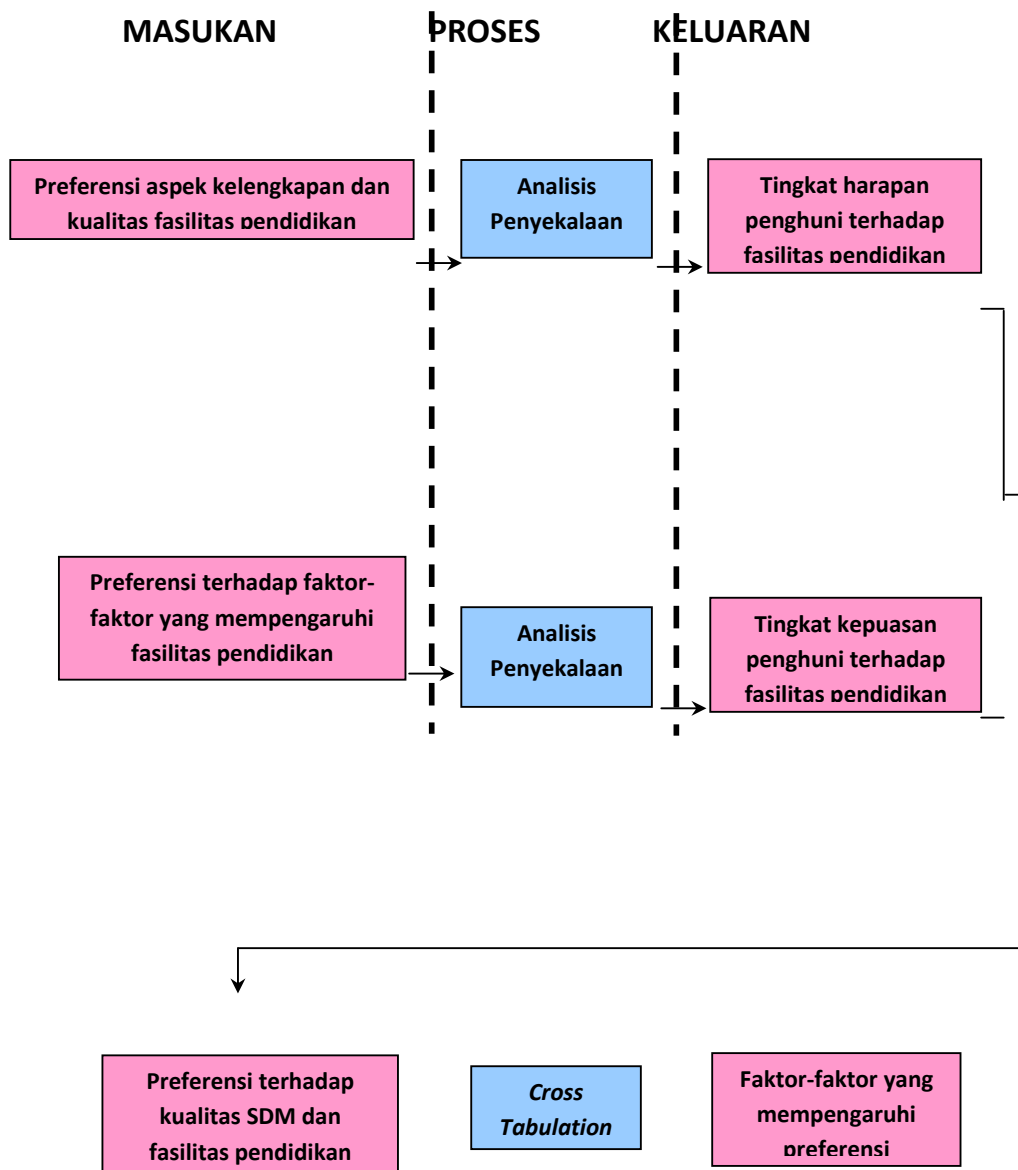 MASUKAN PROSES KELUARAN
Preferensi aspek kelengkapan dan
kualitas fasilitas pendidikan
Analisis
Penyekalaan
Tingkat harapan
penghuni terhadap
fasilitas pendidikan
Preferensi terhadap faktor-
faktor yang mempengaruhi
fasilitas pendidikan
Analisis
Penyekalaan
Tingkat kepuasan
penghuni terhadap
fasilitas pendidikan
Preferensi terhadap
kualitas SDM dan
fasilitas pendidikan
Cross
Tabulation
Faktor-faktor yang
mempengaruhi
preferensi